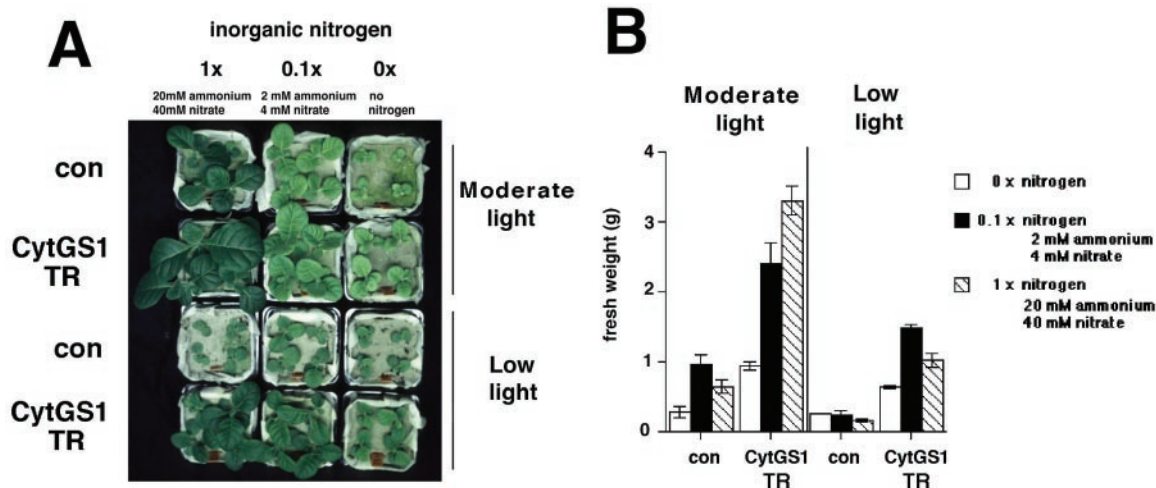 A
inorganic nitrogen
1x 0.1x 0x
20mM ammonium 2 mM ammonium no
40mM nitrate 4 mM nitrate nitrogen
con
CytGS1
TR
con
CytGS1
TR
Moderate
light
Low
light
B
Moderate
light
Low
light
4
3
2
1
0
fresh weight (g)
con CytGS1 con CytGS1
TR TR
0 x nitrogen
0.1 x nitrogen
2 mM ammonium
4 mM nitrate
1 x nitrogen
20 mM ammonium
40 mM nitrate